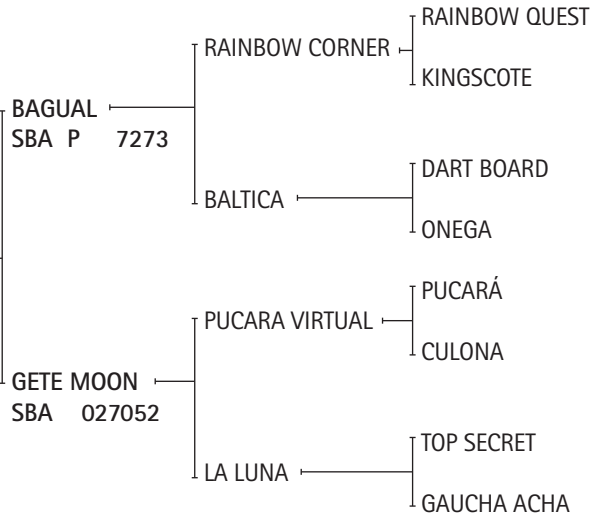 RAINBOW QUEST
RAINBOW CORNER
KINGSCOTE
BAGUAL
SBA P 7273
DART BOARD
BALTICA
ONEGA
PUCARÁ
PUCARA VIRTUAL
CULONA
GETE MOON
SBA 027052
TOP SECRET
LA LUNA
GAUCHA ACHA